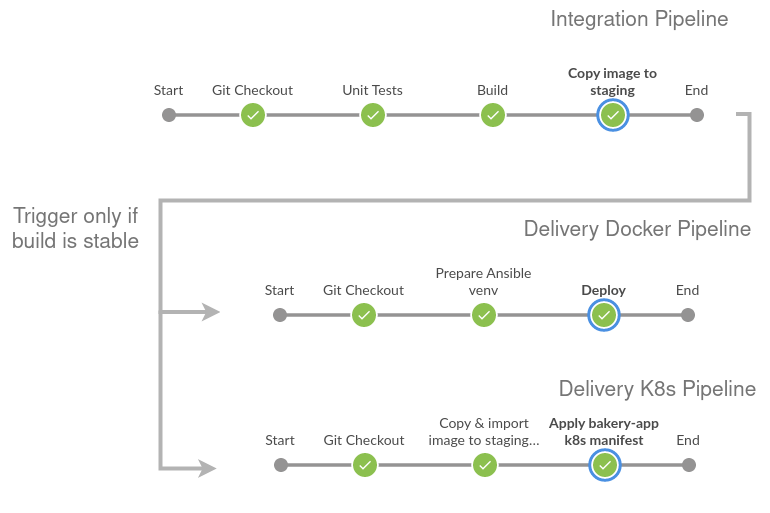 Integration Pipeline
Start
Git Checkout
Unit Tests
Build
Copy image to
staging
End
Trigger only if
build is stable
Delivery Docker Pipeline
Start
Git Checkout
Prepare Ansible
venv
Deploy
End
Delivery K8s Pipeline
Start
Git Checkout
Copy & import
image to staging...
Apply bakery-app
k8s manifest
End